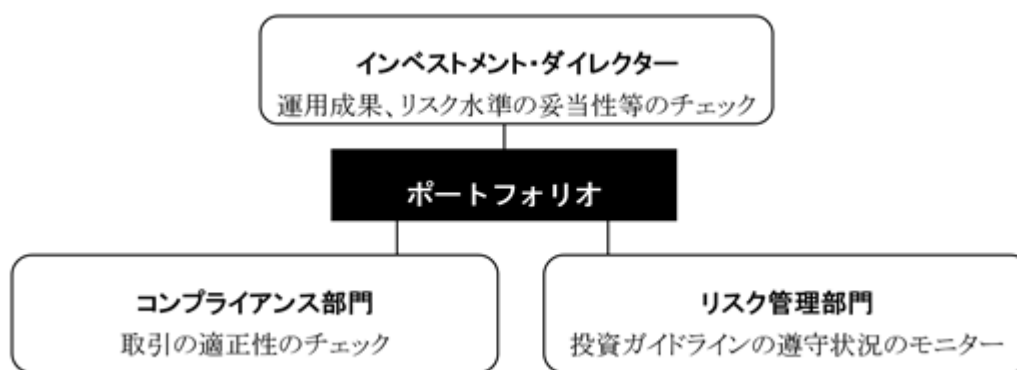 インベストメント・ダイレクター
運用成果、リスク水準の妥当性等のチェック
ポートフォリオ
コンプライアンス部門
取引の適正性のチェック
リスク管理部門
投資ガイドラインの遵守状況のモニター